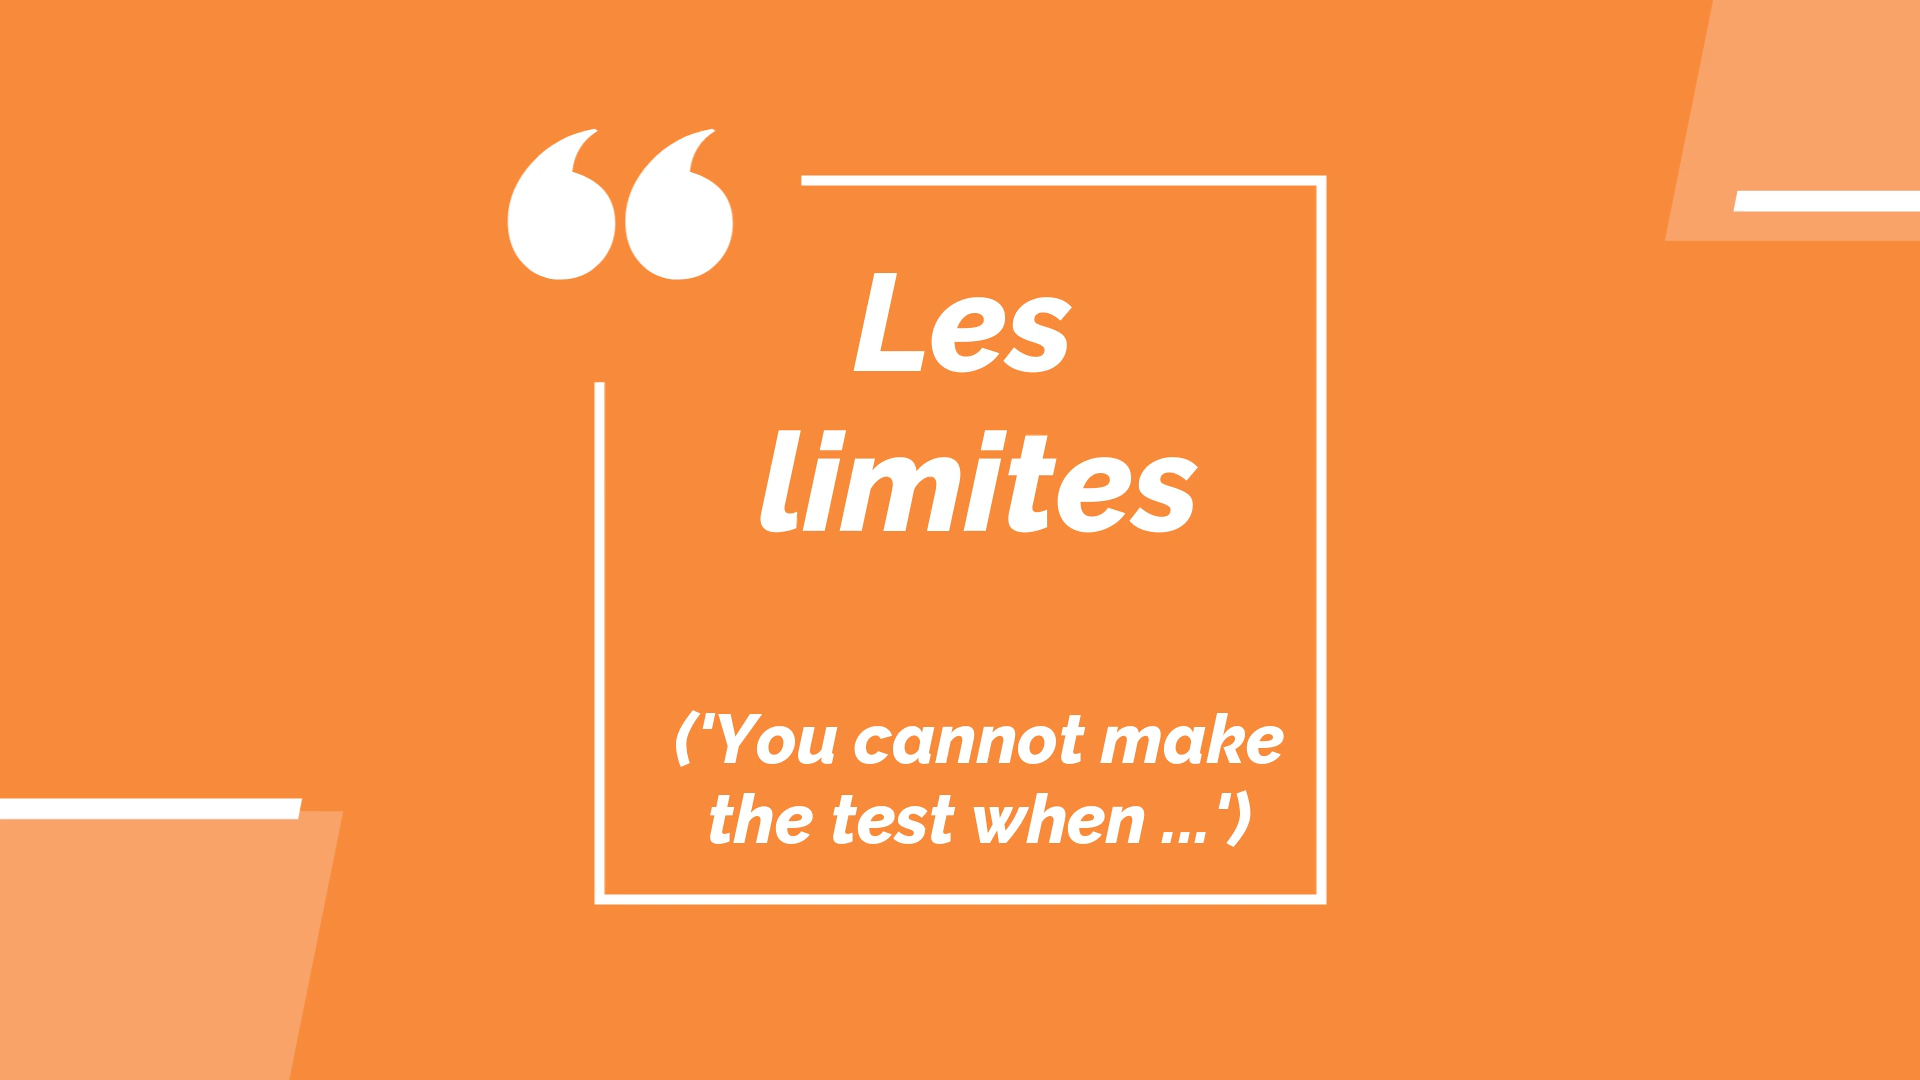 Les
limites
('You cannot make
the test when ...')